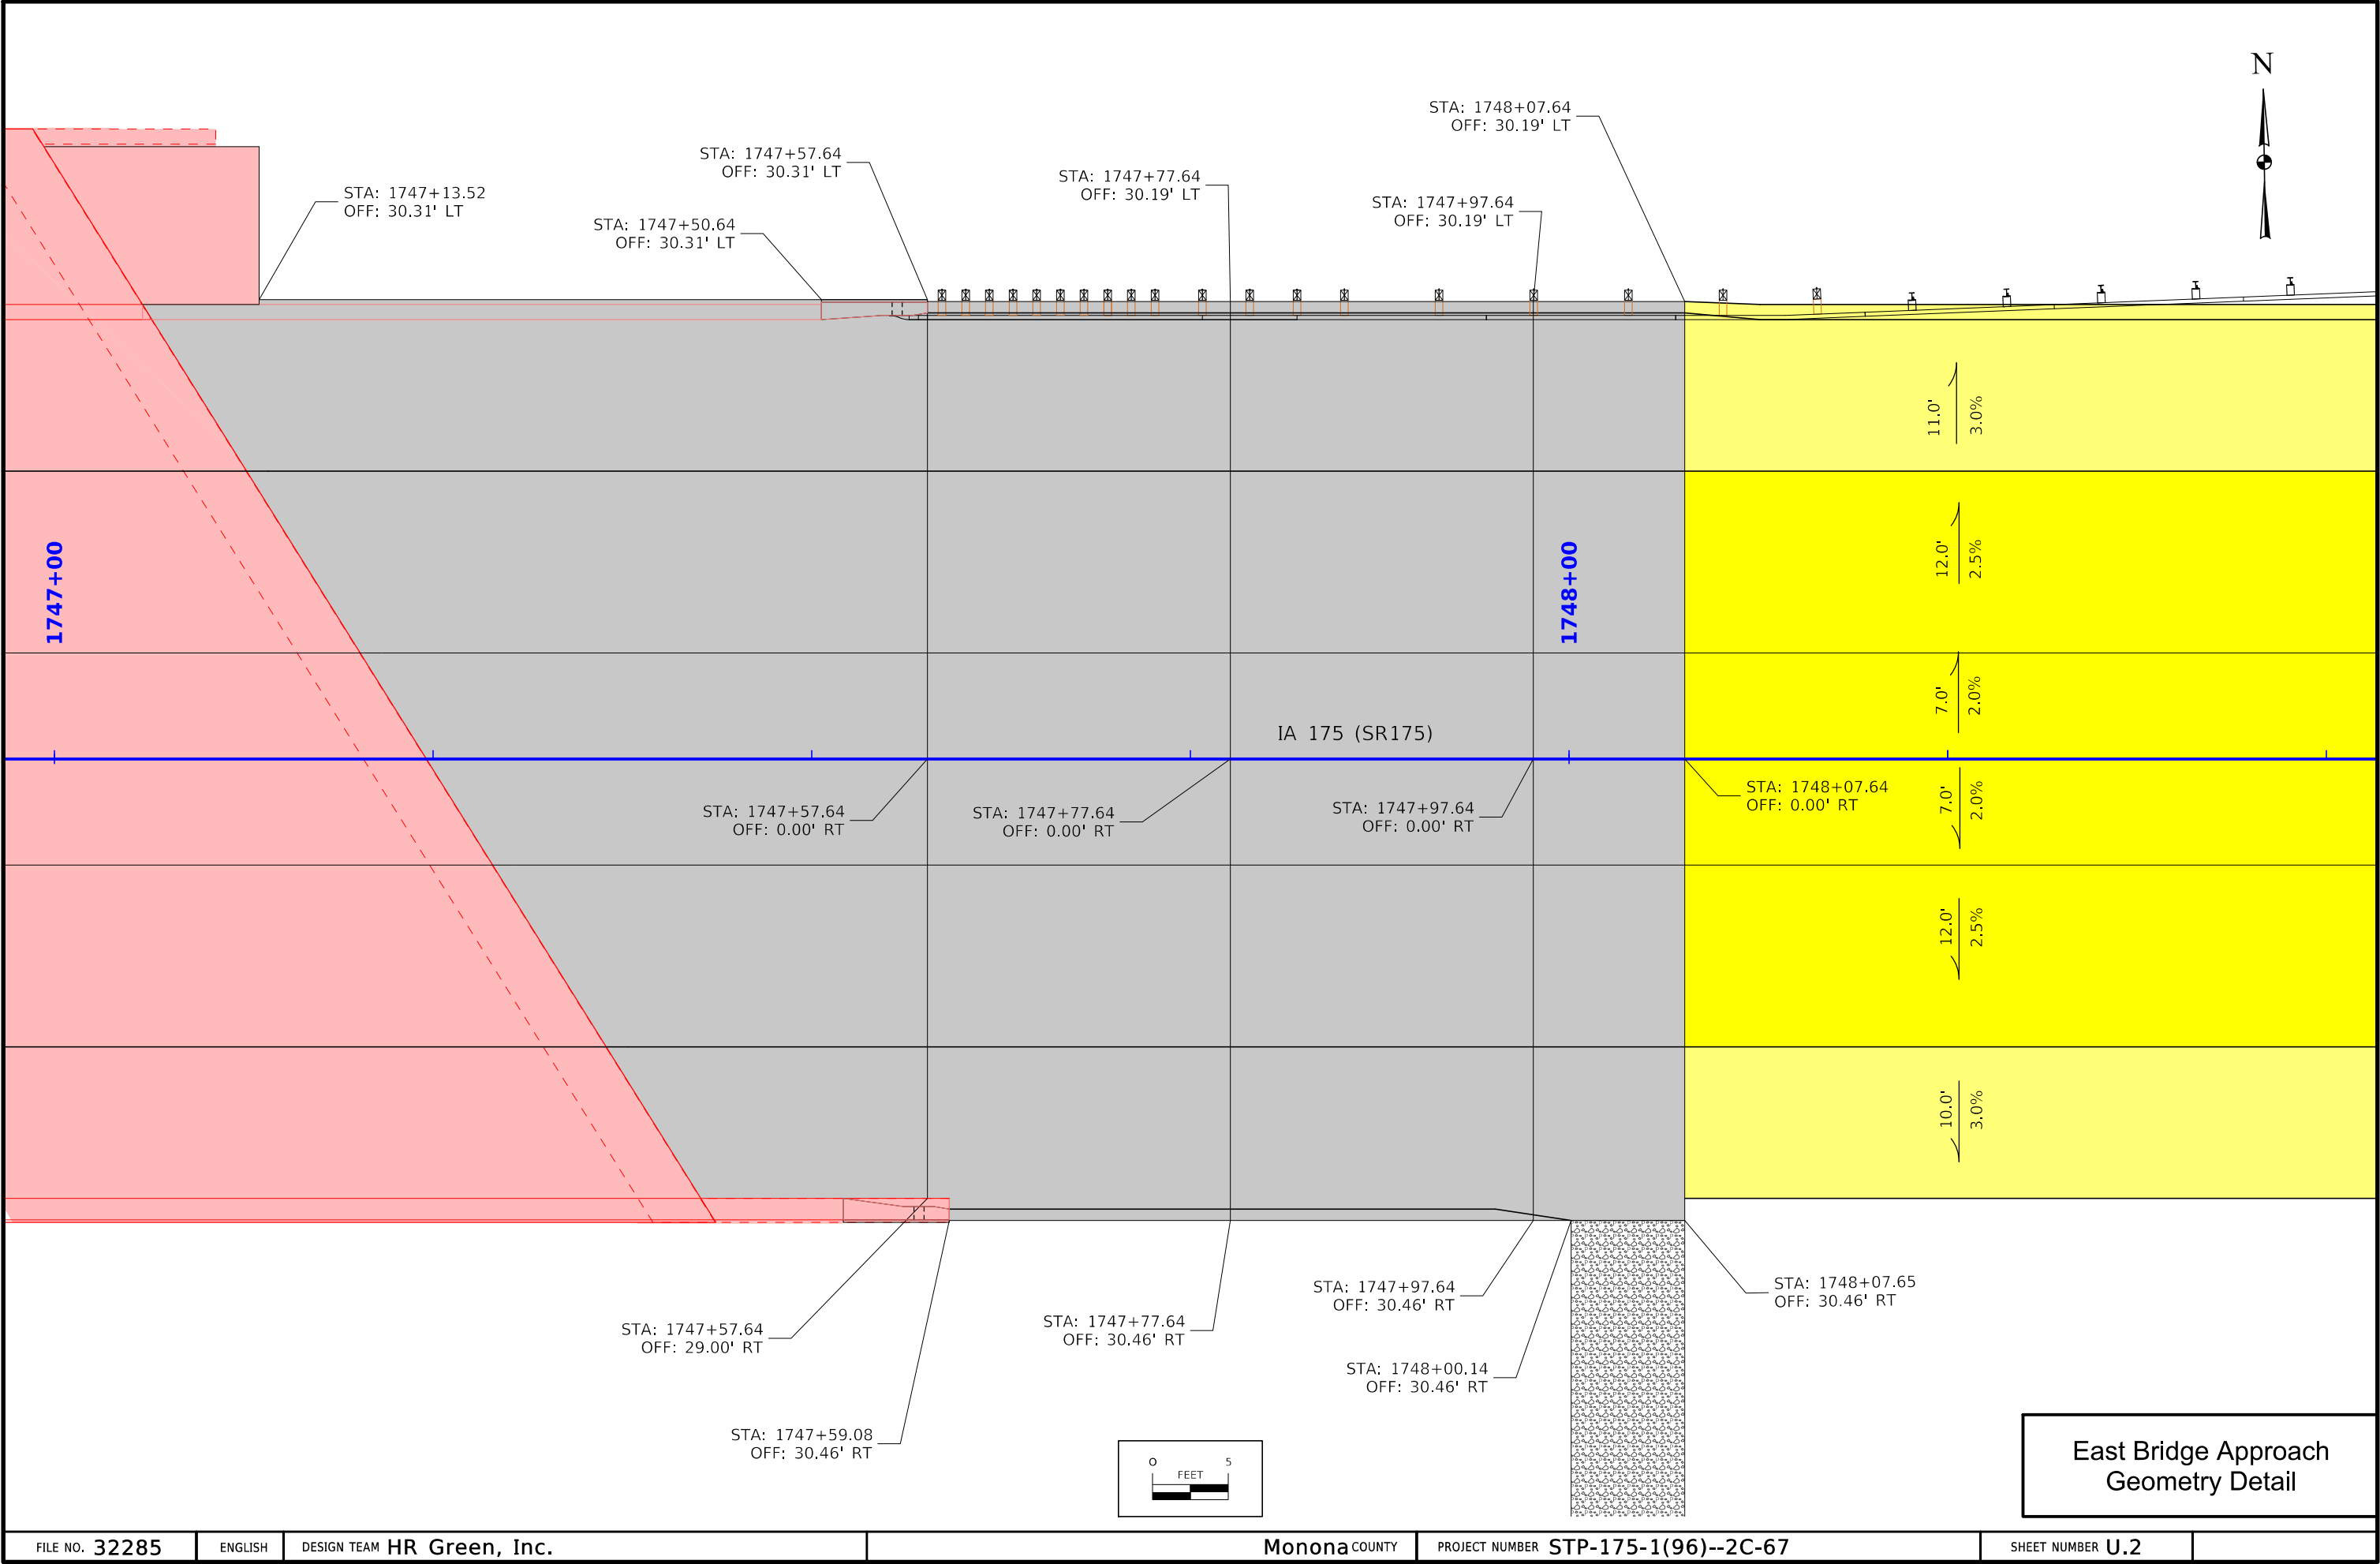 N
STA: 1748+07.64
OFF: 30.19' LT
STA: 1747+57.64
OFF: 30.31' LT
STA: 1747+77.64
OFF: 30.19' LT
STA: 1747+13.52
OFF: 30.31' LT
STA: 1747+97.64
OFF: 30.19' LT
STA: 1747+50.64
OFF: 30.31' LT
11.0'
3.0%
12.0'
2.5%
1747+00
1748+00
7.0'
2.0%
IA 175 (SR175)
STA: 1747+57.64
OFF: 0.00' RT
STA: 1747+77.64
OFF: 0.00' RT
STA: 1747+97.64
OFF: 0.00' RT
STA: 1748+07.64
OFF: 0.00' RT
7.0'
2.0%
12.0'
2.5%
10.0'
3.0%
STA: 1747+57.64
OFF: 29.00' RT
STA: 1747+77.64
OFF: 30.46' RT
STA: 1747+97.64
OFF: 30.46' RT
STA: 1748+07.65
OFF: 30.46' RT
STA: 1748+00.14
OFF: 30.46' RT
STA: 1747+59.08
OFF: 30.46' RT
0 5
FEET
East Bridge Approach
Geometry Detail
FILE NO. 32285 ENGLISH DESIGN TEAM HR Green, Inc. Monona COUNTY PROJECT NUMBER STP-175-1(96)--2C-67 SHEET NUMBER U.2